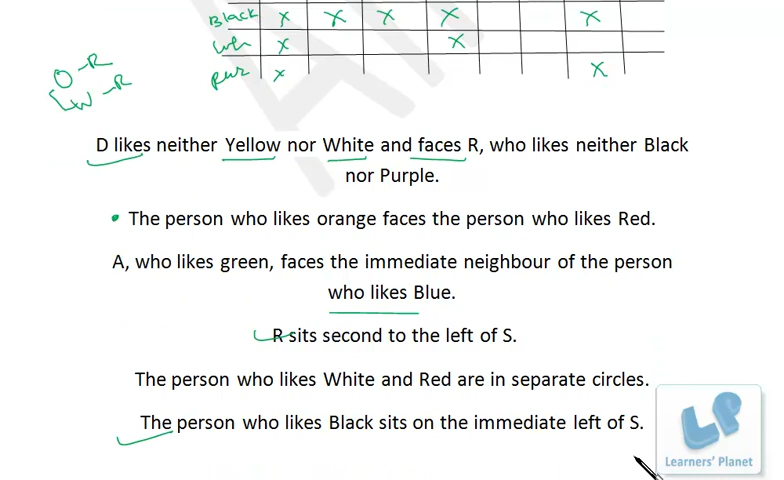 Black x x x x x
wh x x
pur x x
O - R
W - R
D likes neither Yellow nor White and faces R, who likes neither Black
nor Purple.
• The person who likes orange faces the person who likes Red.
A, who likes green, faces the immediate neighbour of the person
who likes Blue.
R sits second to the left of S.
The person who likes White and Red are in separate circles.
The person who likes Black sits on the immediate left of S.
LP
Learners' Planet